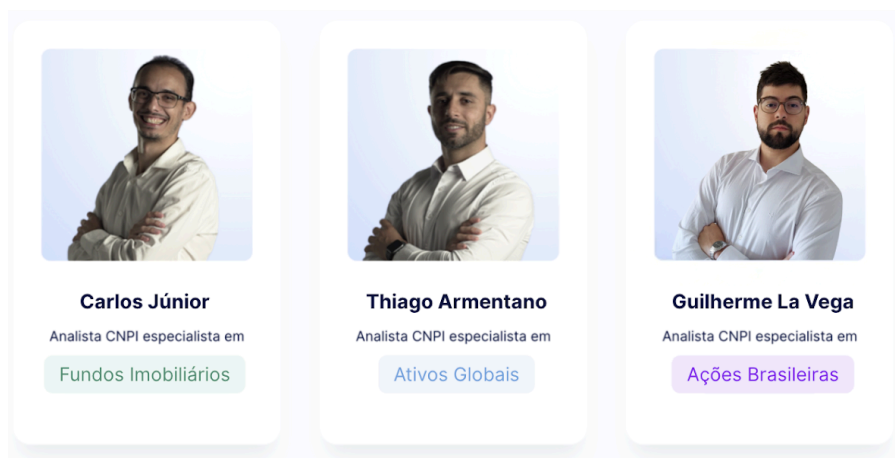 Carlos Júnior
Analista CNPI especialista em
Fundos Imobiliários
Thiago Armentano
Analista CNPI especialista em
Ativos Globais
Guilherme La Vega
Analista CNPI especialista em
Ações Brasileiras